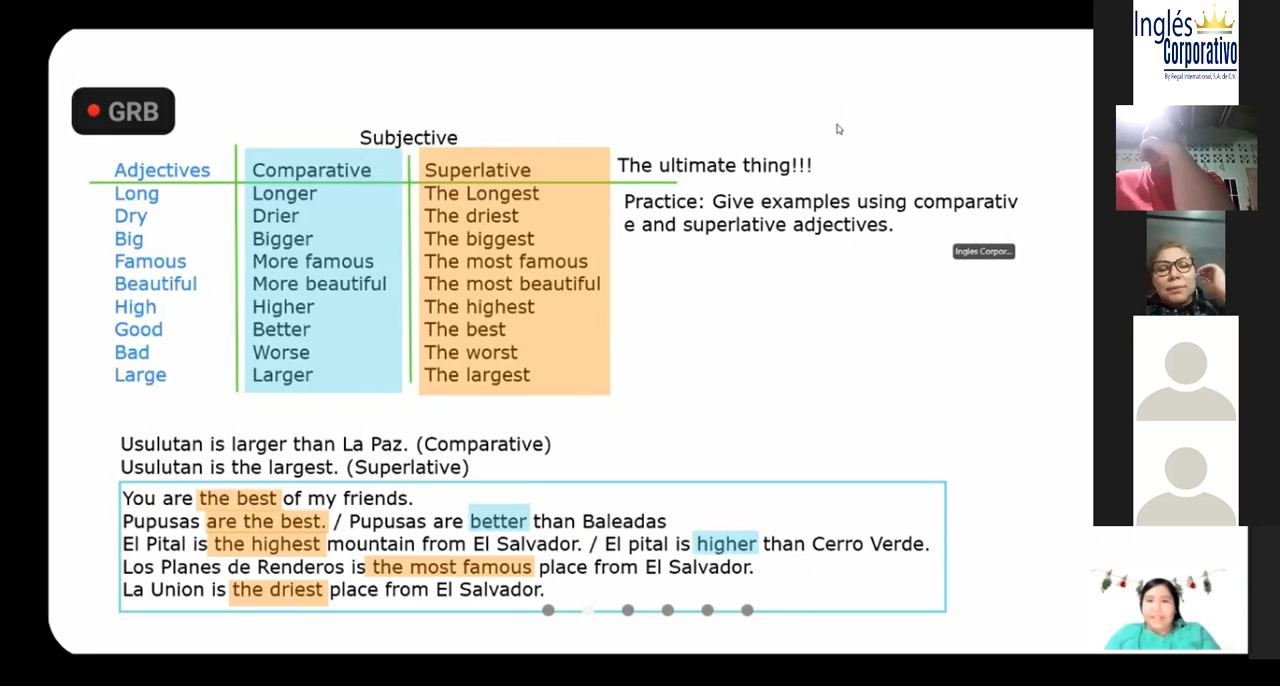 Inglés
Corporativo
By Regal International, S.A. de C.V.
GRB
Subjective
Adjectives Comparative Superlative The ultimate thing!!!
Long Longer The Longest
Dry Drier The driest
Big Bigger The biggest
Famous More famous The most famous
Beautiful More beautiful The most beautiful
High Higher The highest
Good Better The best
Bad Worse The worst
Large Larger The largest
Practice: Give examples using comparativ
e and superlative adjectives.
Ingles Corpor...
Usulutan is larger than La Paz. (Comparative)
Usulutan is the largest. (Superlative)
You are the best of my friends.
Pupusas are the best. / Pupusas are better than Baleadas
El Pital is the highest mountain from El Salvador. / El pital is higher than Cerro Verde.
Los Planes de Renderos is the most famous place from El Salvador.
La Union is the driest place from El Salvador.